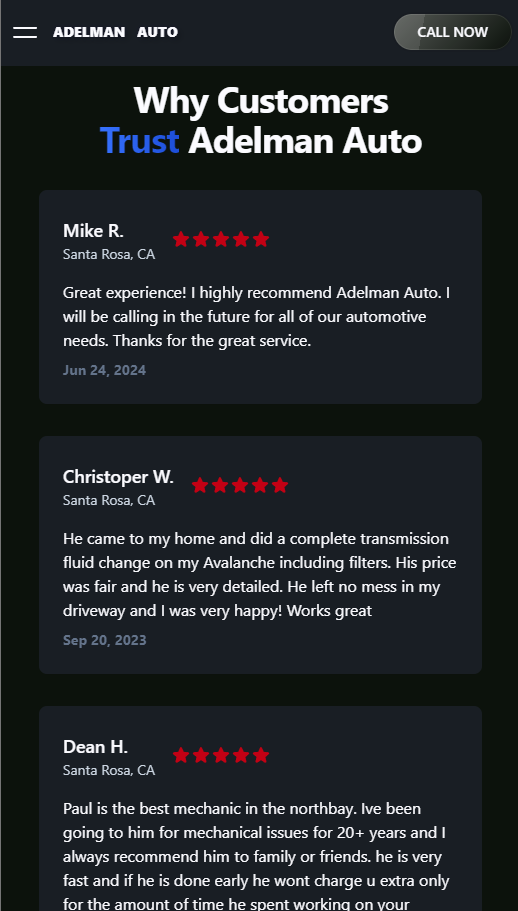 ADELMAN AUTO
CALL NOW
Why Customers
Trust Adelman Auto
Mike R.
Santa Rosa, CA
Great experience! I highly recommend Adelman Auto. I
will be calling in the future for all of our automotive
needs. Thanks for the great service.
Jun 24, 2024
Christoper W.
Santa Rosa, CA
He came to my home and did a complete transmission
fluid change on my Avalanche including filters. His price
was fair and he is very detailed. He left no mess in my
driveway and I was very happy! Works great
Sep 20, 2023
Dean H.
Santa Rosa, CA
Paul is the best mechanic in the northbay. Ive been
going to him for mechanical issues for 20+ years and I
always recommend him to family or friends. he is very
fast and if he is done early he wont charge u extra only
for the amount of time he spent working on your